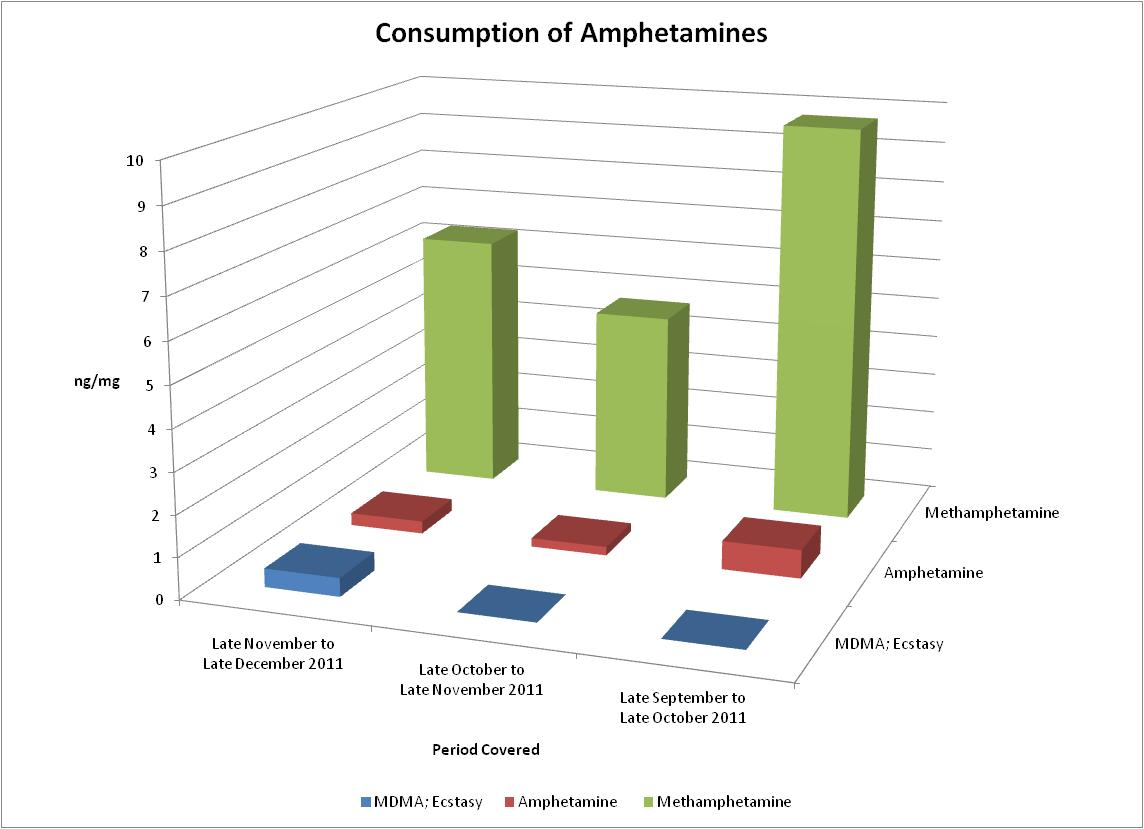 Consumption of Amphetamines
10
9
8
7
6
5
4
3
2
1
0
ng/mg
Methamphetamine
Amphetamine
MDMA; Ecstasy
Late November to
Late December 2011
Late October to
Late November 2011
Late September to
Late October 2011
Period Covered
MDMA; Ecstasy Amphetamine Methamphetamine